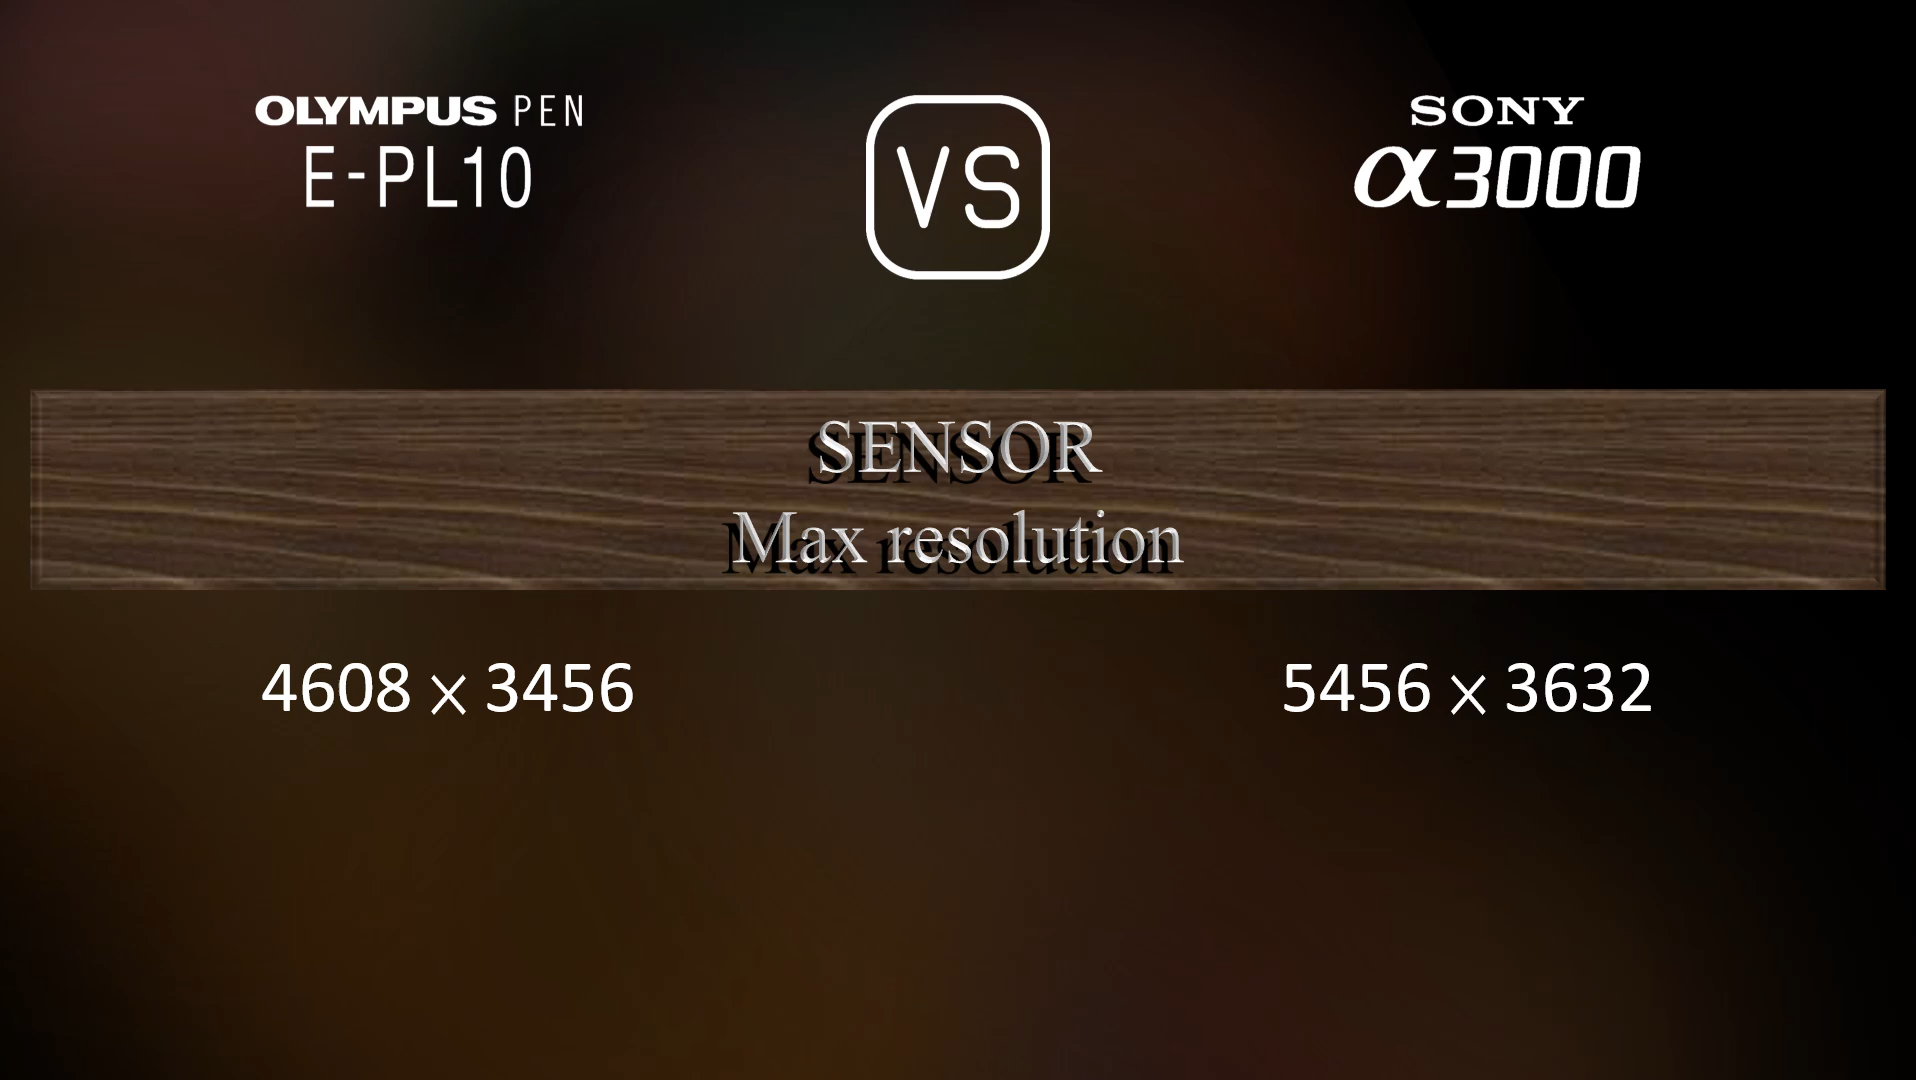 OLYMPUS PEN
E-PL10
VS
SONY
α3000
SENSOR
Max resolution
4608 x 3456
5456 x 3632